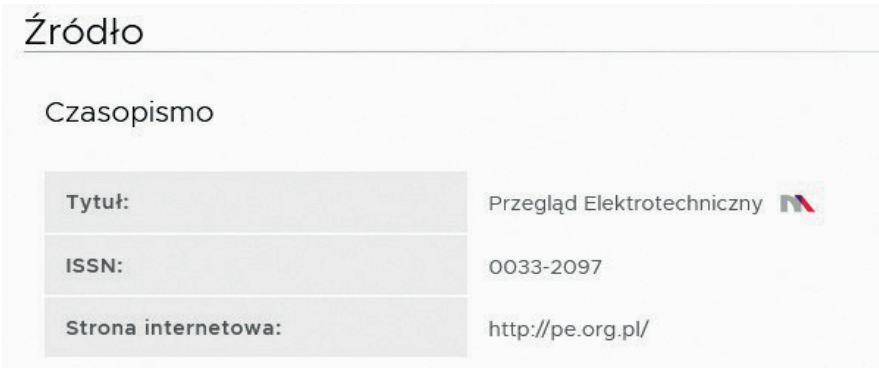 Źródło
Czasopismo
Tytuł: Przegląd Elektrotechniczny
ISSN: 0033-2097
Strona internetowa: http://pe.org.pl/